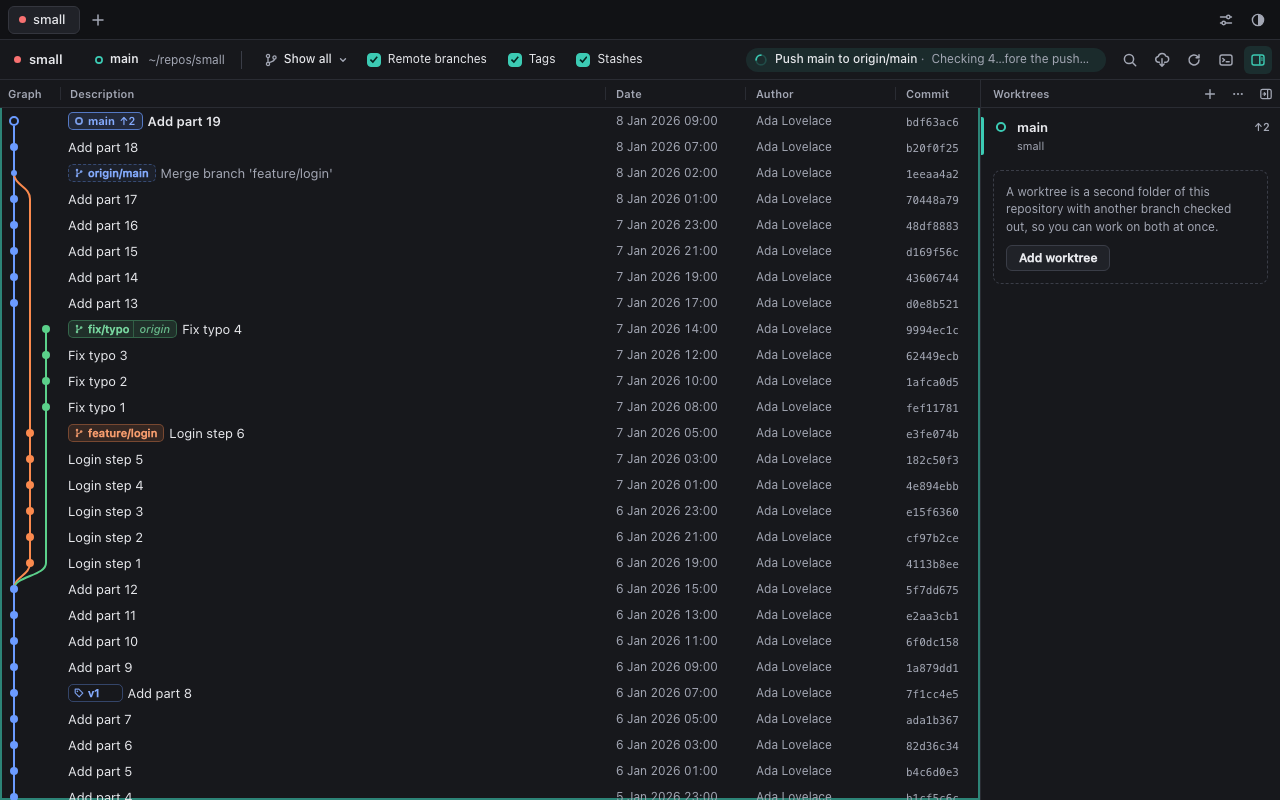 small
small main ~/repos/small Show all Remote branches Tags Stashes Push main to origin/main · Checking 4...fore the push...
Graph Description Date Author Commit Worktrees
main ↑2 Add part 19 8 Jan 2026 09:00 Ada Lovelace bdf63ac6
Add part 18 8 Jan 2026 07:00 Ada Lovelace b20f0f25
origin/main Merge branch 'feature/login' 8 Jan 2026 02:00 Ada Lovelace 1eeaa4a2
Add part 17 8 Jan 2026 01:00 Ada Lovelace 70448a79
Add part 16 7 Jan 2026 23:00 Ada Lovelace 48df8883
Add part 15 7 Jan 2026 21:00 Ada Lovelace d169f56c
Add part 14 7 Jan 2026 19:00 Ada Lovelace 43606744
Add part 13 7 Jan 2026 17:00 Ada Lovelace d0e8b521
fix/typo origin Fix typo 4 7 Jan 2026 14:00 Ada Lovelace 9994ec1c
Fix typo 3 7 Jan 2026 12:00 Ada Lovelace 62449ecb
Fix typo 2 7 Jan 2026 10:00 Ada Lovelace 1afca0d5
Fix typo 1 7 Jan 2026 08:00 Ada Lovelace fef11781
feature/login Login step 6 7 Jan 2026 05:00 Ada Lovelace e3fe074b
Login step 5 7 Jan 2026 03:00 Ada Lovelace 182c50f3
Login step 4 7 Jan 2026 01:00 Ada Lovelace 4e894ebb
Login step 3 6 Jan 2026 23:00 Ada Lovelace e15f6360
Login step 2 6 Jan 2026 21:00 Ada Lovelace cf97b2ce
Login step 1 6 Jan 2026 19:00 Ada Lovelace 4113b8ee
Add part 12 6 Jan 2026 15:00 Ada Lovelace 5f7dd675
Add part 11 6 Jan 2026 13:00 Ada Lovelace e2aa3cb1
Add part 10 6 Jan 2026 11:00 Ada Lovelace 6f0dc158
Add part 9 6 Jan 2026 09:00 Ada Lovelace 1a879dd1
v1 Add part 8 6 Jan 2026 07:00 Ada Lovelace 7f1cc4e5
Add part 7 6 Jan 2026 05:00 Ada Lovelace ada1b367
Add part 6 6 Jan 2026 03:00 Ada Lovelace 82d36c34
Add part 5 6 Jan 2026 01:00 Ada Lovelace b4c6d0e3
Add part 4 5 Jan 2026 23:00 Ada Lovelace
main ↑2
small
A worktree is a second folder of this
repository with another branch checked
out, so you can work on both at once.
Add worktree